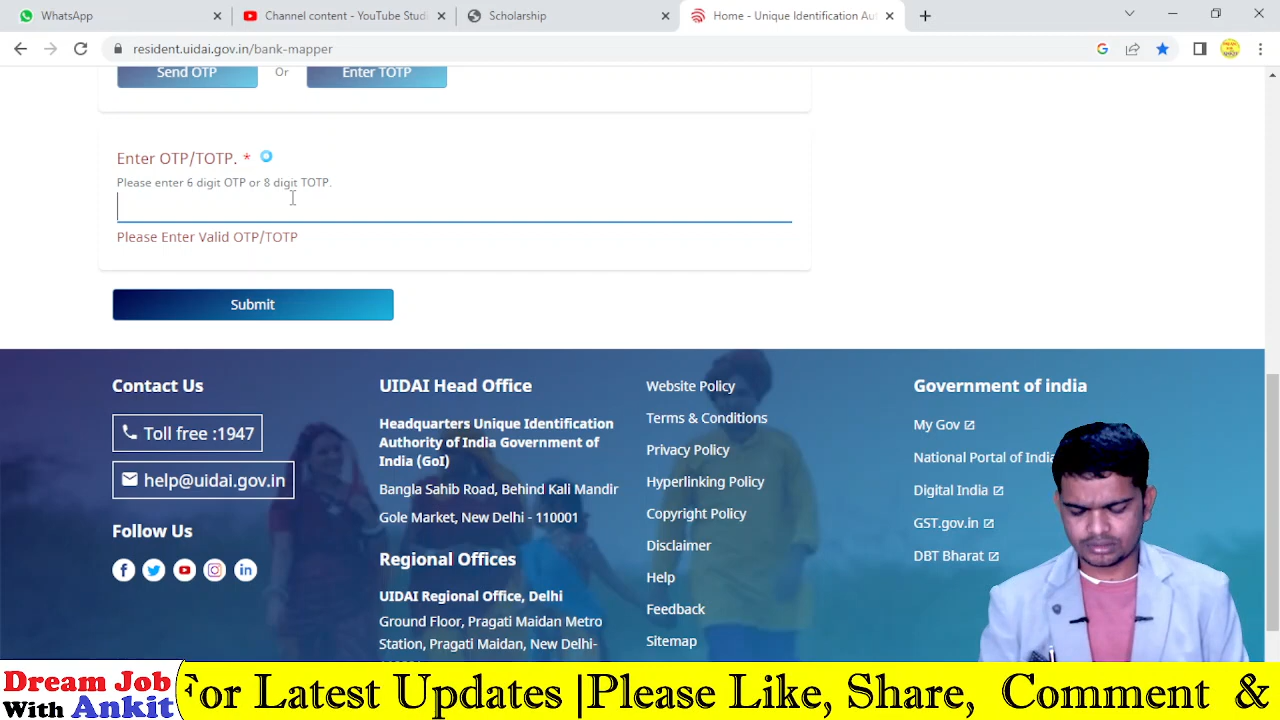 WhatsApp
Channel content - YouTube Studi
Scholarship
Home - Unique Identification Aut
resident.uidai.gov.in/bank-mapper
Send OTP
Or
Enter TOTP
Enter OTP/TOTP. *
Please enter 6 digit OTP or 8 digit TOTP.
Please Enter Valid OTP/TOTP
Submit
Contact Us
Toll free :1947
help@uidai.gov.in
Follow Us
UIDAI Head Office
Headquarters Unique Identification
Authority of India Government of
India (GoI)
Bangla Sahib Road, Behind Kali Mandir
Gole Market, New Delhi - 110001
Regional Offices
UIDAI Regional Office, Delhi
Ground Floor, Pragati Maidan Metro
Station, Pragati Maidan, New Delhi-
Website Policy
Terms & Conditions
Privacy Policy
Hyperlinking Policy
Copyright Policy
Disclaimer
Help
Feedback
Sitemap
Government of india
My Gov
National Portal of India
Digital India
GST.gov.in
DBT Bharat
Dream Job
With Ankit
For Latest Updates |Please Like, Share, Comment &